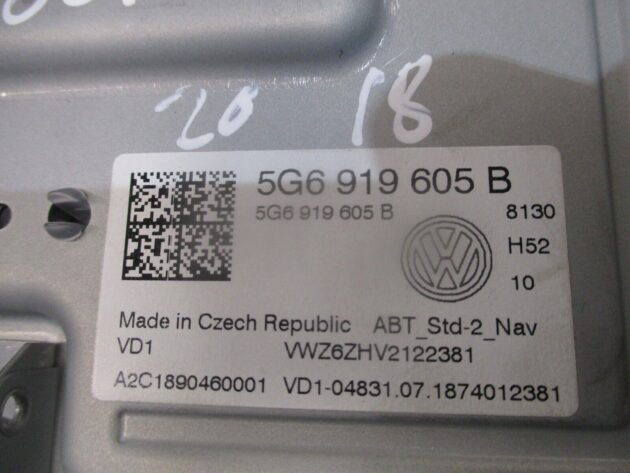 20 18
5G6 919 605 B
5G6 919 605 B
8130
H52
10
Made in Czech Republic ABT_Std-2_Nav
VD1 VWZ6ZHV2122381
A2C1890460001 VD1-04831.07.1874012381